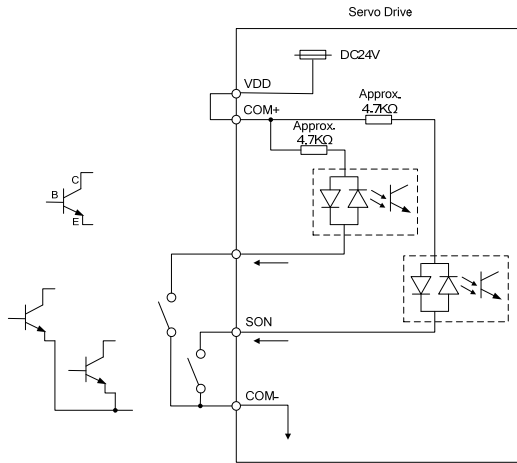 Servo Drive
DC24V
VDD
Approx.
4.7KΩ
COM+
Approx.
4.7KΩ
C
B
E
SON
COM-